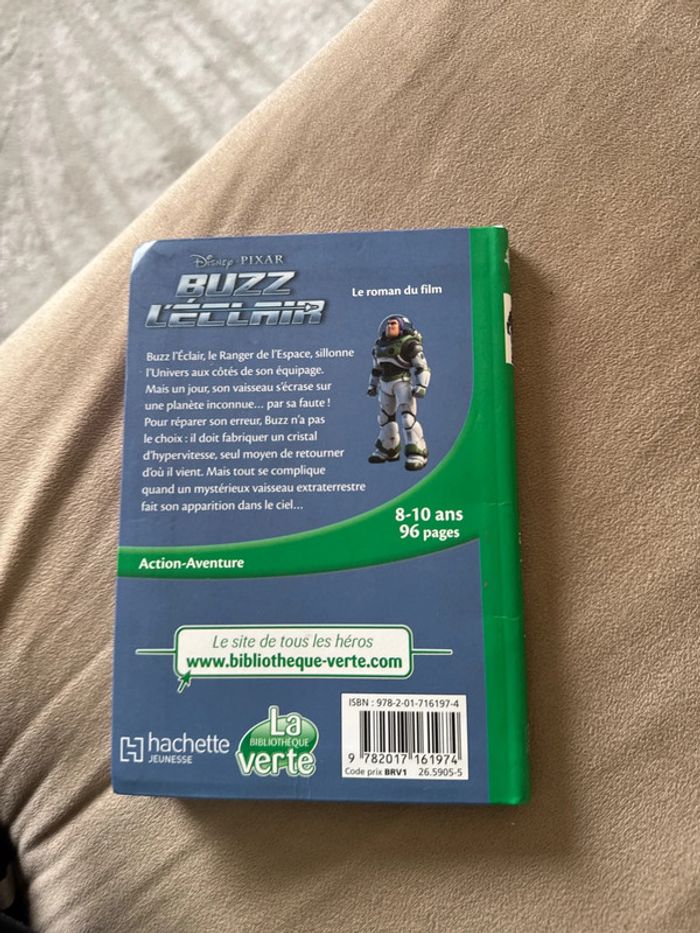 Disney · PIXAR
BUZZ
L'ÉCLAIR
Le roman du film
Buzz l'Éclair, le Ranger de l'Espace, sillonne
l'Univers aux côtés de son équipage.
Mais un jour, son vaisseau s'écrase sur
une planète inconnue... par sa faute !
Pour réparer son erreur, Buzz n'a pas
le choix : il doit fabriquer un cristal
d'hypervitesse, seul moyen de retourner
d'où il vient. Mais tout se complique
quand un mystérieux vaisseau extraterrestre
fait son apparition dans le ciel...
8-10 ans
96 pages
Action-Aventure
Le site de tous les héros
www.bibliotheque-verte.com
hachette
JEUNESSE
La
BIBLIOTHÈQUE
verte
ISBN : 978-2-01-716197-4
9 782017 161974
Code prix BRV1 26.5905-5